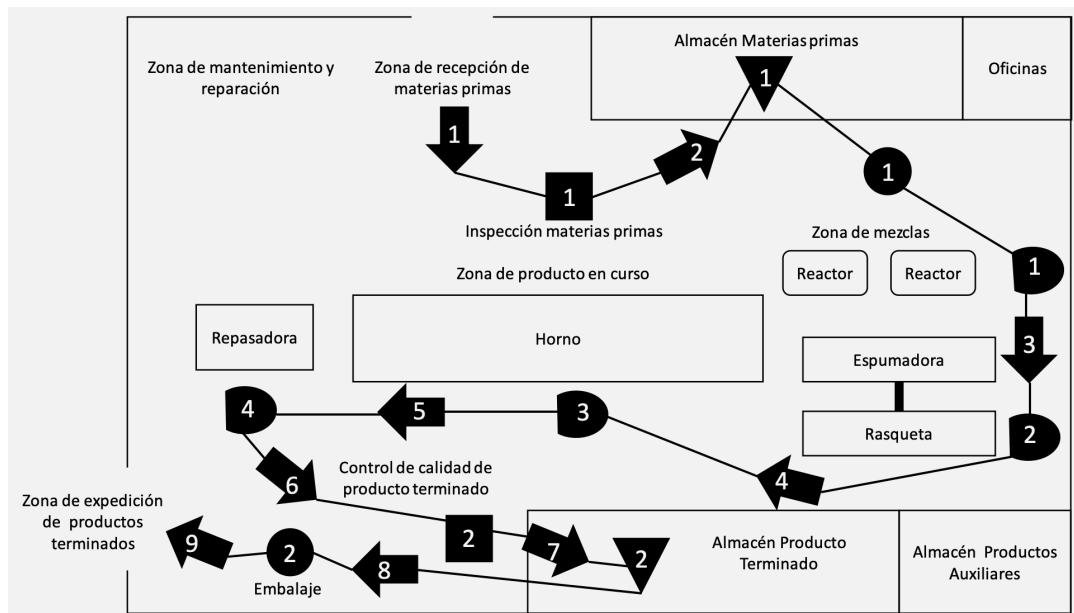 Almacén Materias primas
Oficinas
Zona de mantenimiento y
reparación
Zona de recepción de
materias primas
1
1
2
1
1
Inspección materias primas
Zona de mezclas
Reactor
Reactor
1
Zona de producto en curso
Repasadora
Horno
3
Espumadora
Rasqueta
2
4
5
3
4
6
Control de calidad de
producto terminado
2
7
2
Zona de expedición
de productos
terminados
9
2
8
Embalaje
Almacén Producto
Terminado
Almacén Productos
Auxiliares